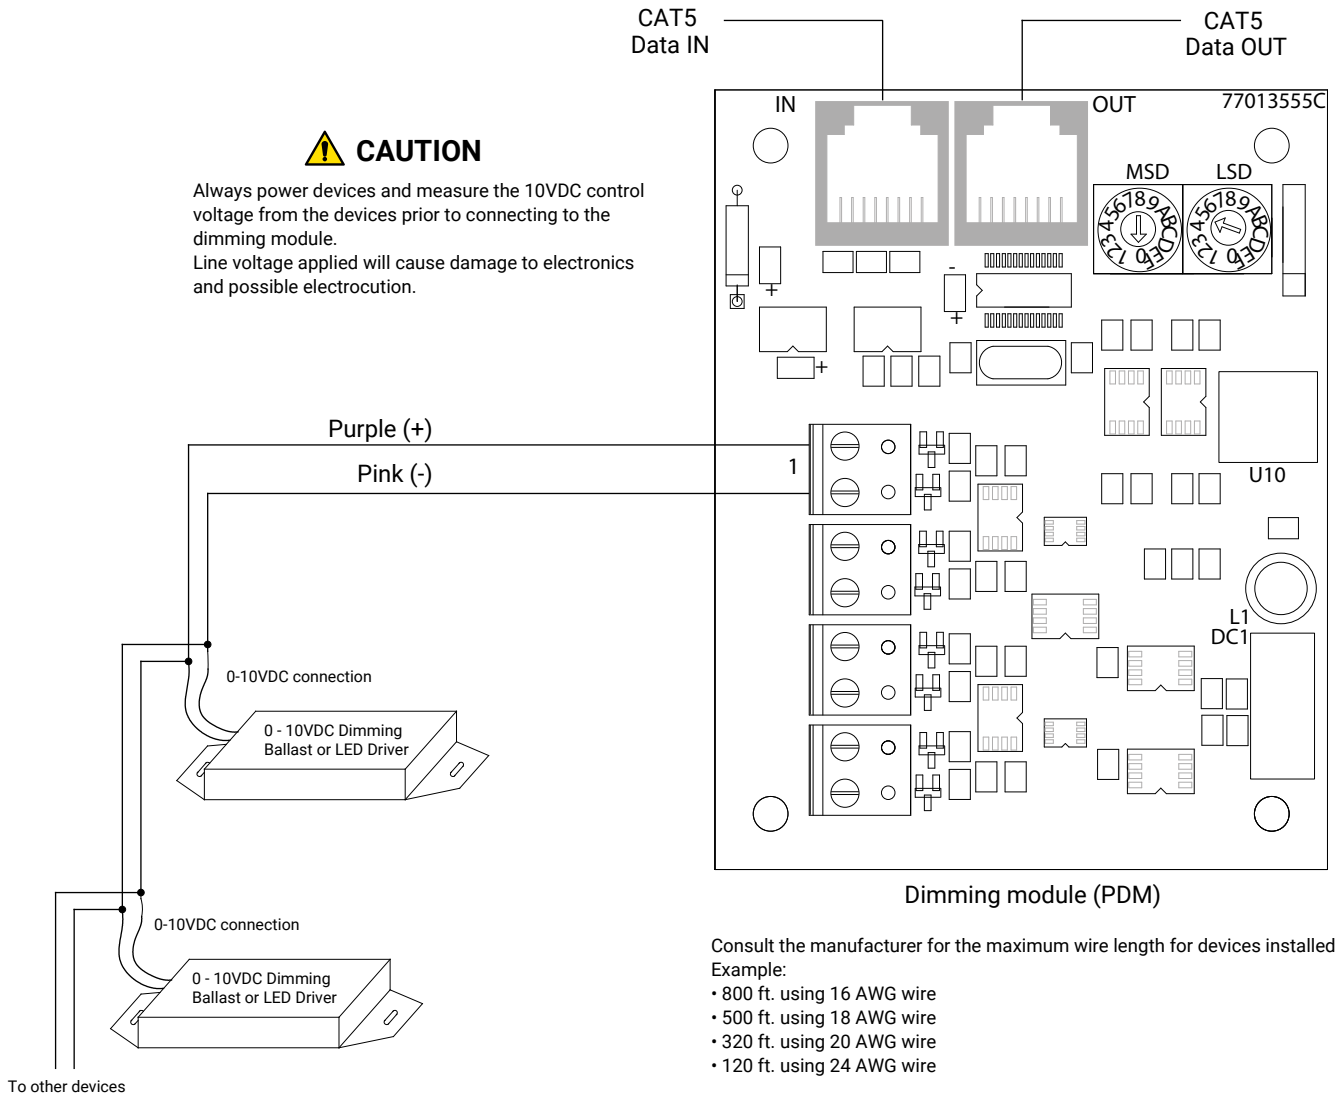 CAT5
Data IN
CAT5
Data OUT
IN
OUT
77013555C
CAUTION
Always power devices and measure the 10VDC control
voltage from the devices prior to connecting to the
dimming module.
Line voltage applied will cause damage to electronics
and possible electrocution.
MSD
LSD
0123456789ABCDEF
0123456789ABCDEF
-
+
+
+
Purple (+)
Pink (-)
1
U10
L1
DC1
0-10VDC connection
0 - 10VDC Dimming
Ballast or LED Driver
0-10VDC connection
0 - 10VDC Dimming
Ballast or LED Driver
To other devices
Dimming module (PDM)
Consult the manufacturer for the maximum wire length for devices installed
Example:
• 800 ft. using 16 AWG wire
• 500 ft. using 18 AWG wire
• 320 ft. using 20 AWG wire
• 120 ft. using 24 AWG wire